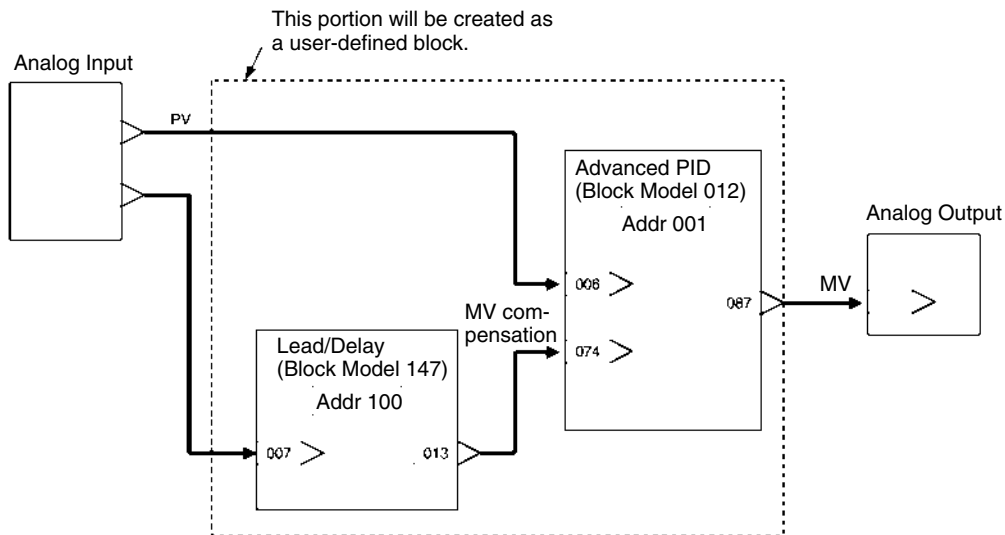 This portion will be created as
a user-defined block.
Analog Input
PV
Advanced PID
(Block Model 012)
Addr 001
Analog Output
006
087
MV
MV com-
pensation
074
Lead/Delay
(Block Model 147)
Addr 100
007
013